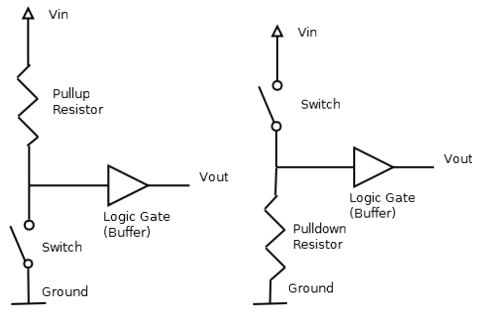 Vin
Pullup
Resistor
Vout
Logic Gate
(Buffer)
Switch
Ground
Vin
Switch
Vout
Logic Gate
(Buffer)
Pulldown
Resistor
Ground